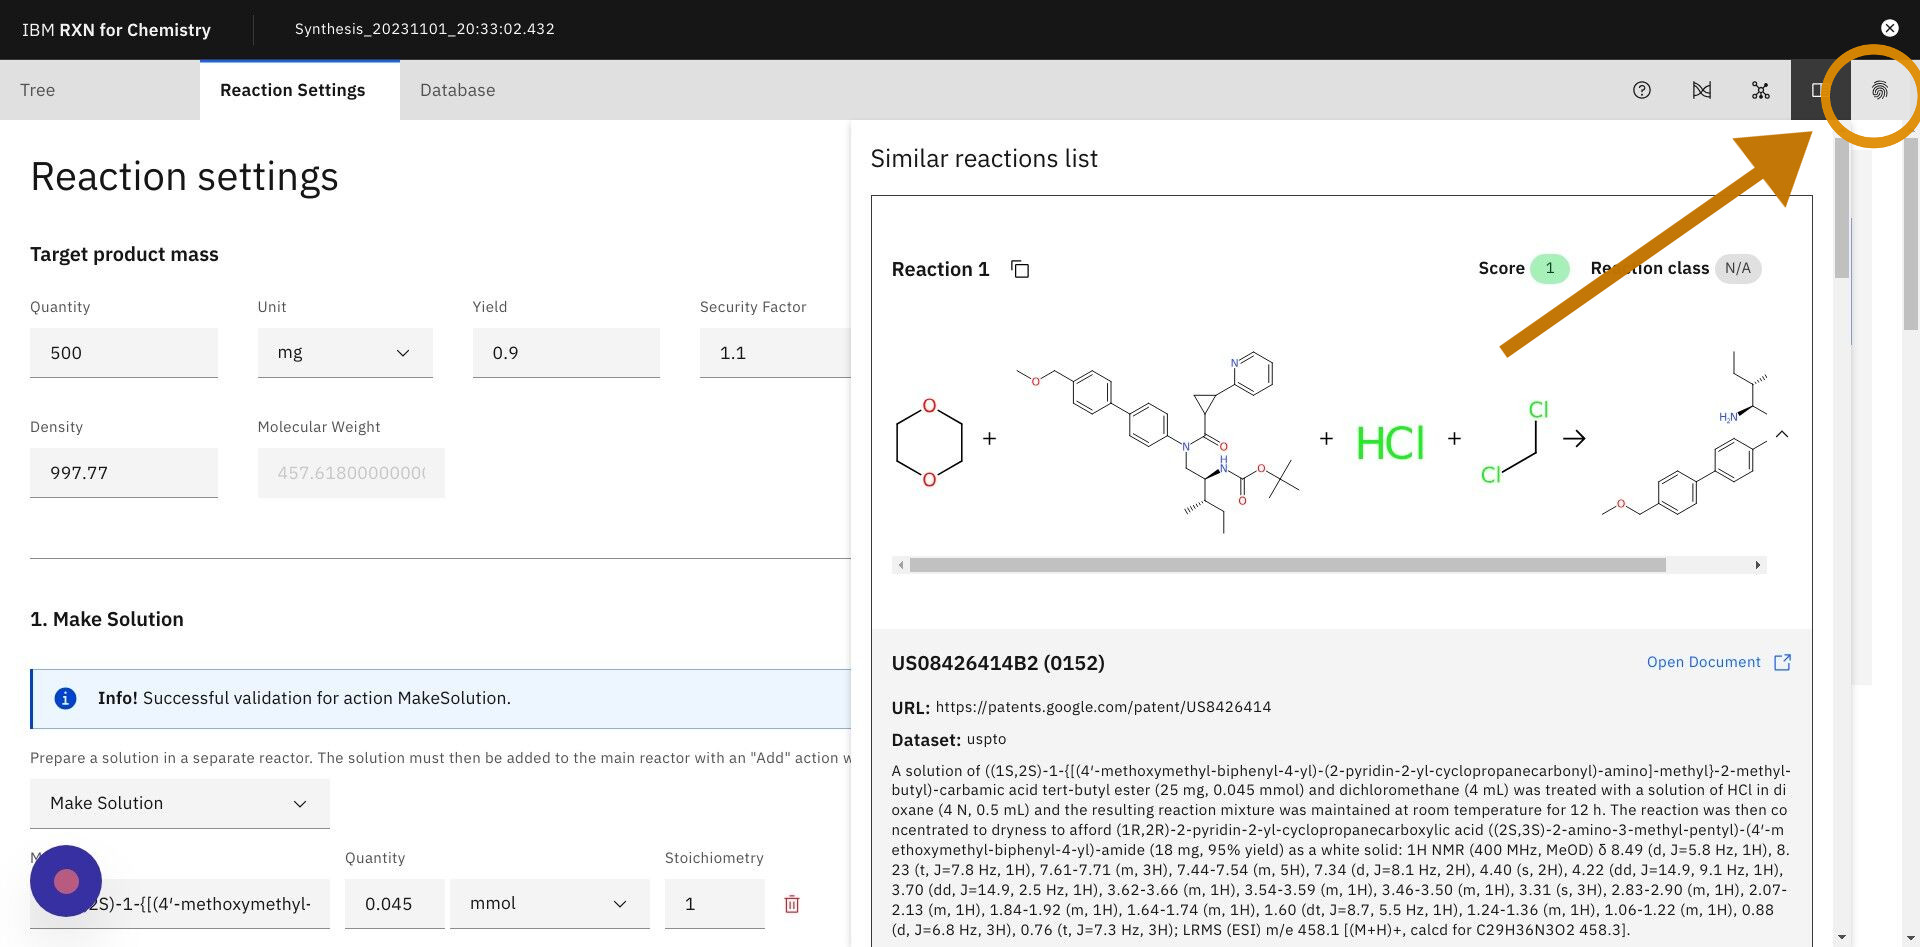 IBM RXN for Chemistry
Synthesis_20231101_20:33:02.432
Tree
Reaction Settings
Database
Reaction settings
Target product mass
Quantity
Unit
Yield
Security Factor
500
mg
0.9
1.1
Density
Molecular Weight
997.77
457.6180000000
1. Make Solution
Info! Successful validation for action MakeSolution.
Prepare a solution in a separate reactor. The solution must then be added to the main reactor with an "Add" action
Make Solution
Quantity
Stoichiometry
2S)-1-{[(4'-methoxymethyl-
0.045
mmol
1
Similar reactions list
Reaction 1
Score 1
Reaction class N/A
O
O
+
O
N
N
O
H
N
O
O
+
HCl
+
Cl
Cl
H₂N
O
US08426414B2 (0152)
Open Document
URL: https://patents.google.com/patent/US8426414
Dataset: uspto
A solution of ((1S,2S)-1-{[(4'-methoxymethyl-biphenyl-4-yl)-(2-pyridin-2-yl-cyclopropanecarbonyl)-amino]-methyl}-2-methyl-
butyl)-carbamic acid tert-butyl ester (25 mg, 0.045 mmol) and dichloromethane (4 mL) was treated with a solution of HCl in di
oxane (4 N, 0.5 mL) and the resulting reaction mixture was maintained at room temperature for 12 h. The reaction was then co
ncentrated to dryness to afford (1R,2R)-2-pyridin-2-yl-cyclopropanecarboxylic acid ((2S,3S)-2-amino-3-methyl-pentyl)-(4'-m
ethoxymethyl-biphenyl-4-yl)-amide (18 mg, 95% yield) as a white solid: 1H NMR (400 MHz, MeOD) δ 8.49 (d, J=5.8 Hz, 1H), 8.
23 (t, J=7.8 Hz, 1H), 7.61-7.71 (m, 3H), 7.44-7.54 (m, 5H), 7.34 (d, J=8.1 Hz, 2H), 4.40 (s, 2H), 4.22 (dd, J=14.9, 9.1 Hz, 1H),
3.70 (dd, J=14.9, 2.5 Hz, 1H), 3.62-3.66 (m, 1H), 3.54-3.59 (m, 1H), 3.46-3.50 (m, 1H), 3.31 (s, 3H), 2.83-2.90 (m, 1H), 2.07-
2.13 (m, 1H), 1.84-1.92 (m, 1H), 1.64-1.74 (m, 1H), 1.60 (dt, J=8.7, 5.5 Hz, 1H), 1.24-1.36 (m, 1H), 1.06-1.22 (m, 1H), 0.88
(d, J=6.8 Hz, 3H), 0.76 (t, J=7.3 Hz, 3H); LRMS (ESI) m/e 458.1 [(M+H)+, calcd for C29H36N3O2 458.3].